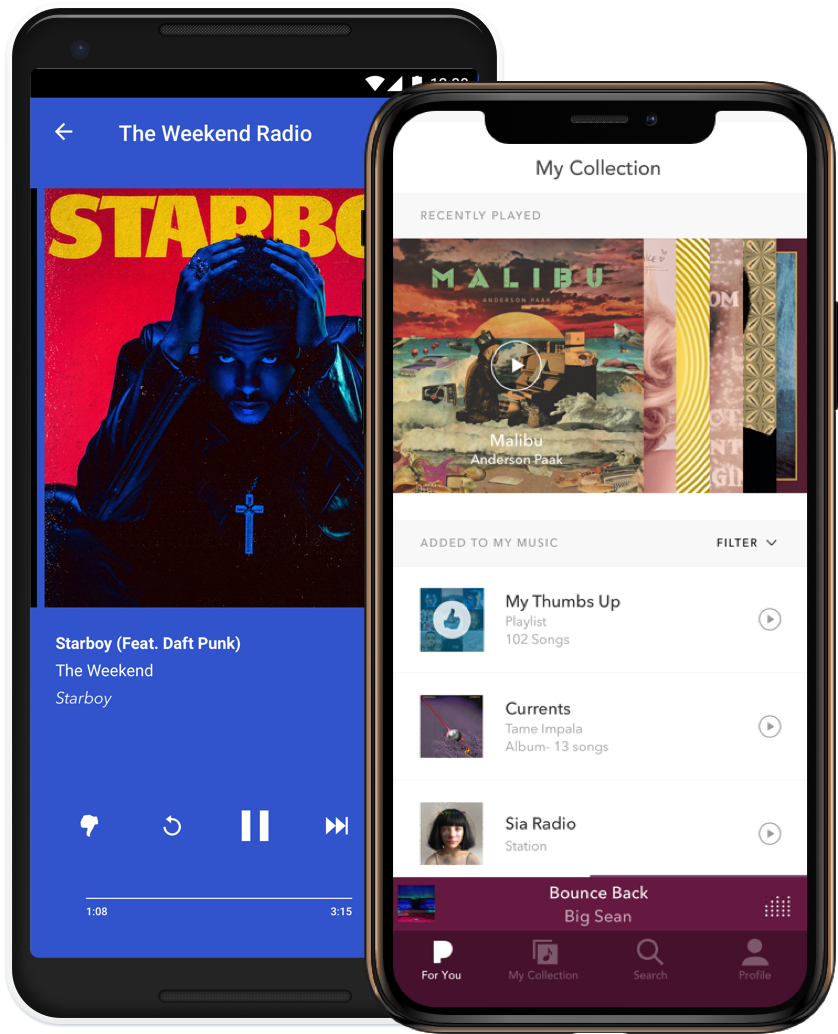 The Weekend Radio
STARBO
Starboy (Feat. Daft Punk)
The Weekend
Starboy
1:08
3:15
My Collection
RECENTLY PLAYED
MALIBU
ANDERSON PAAK
Malibu
Anderson Paak
ADDED TO MY MUSIC
FILTER
My Thumbs Up
Playlist
102 Songs
Currents
Tame Impala
Album- 13 songs
Sia Radio
Station
Bounce Back
Big Sean
For You
My Collection
Search
Profile